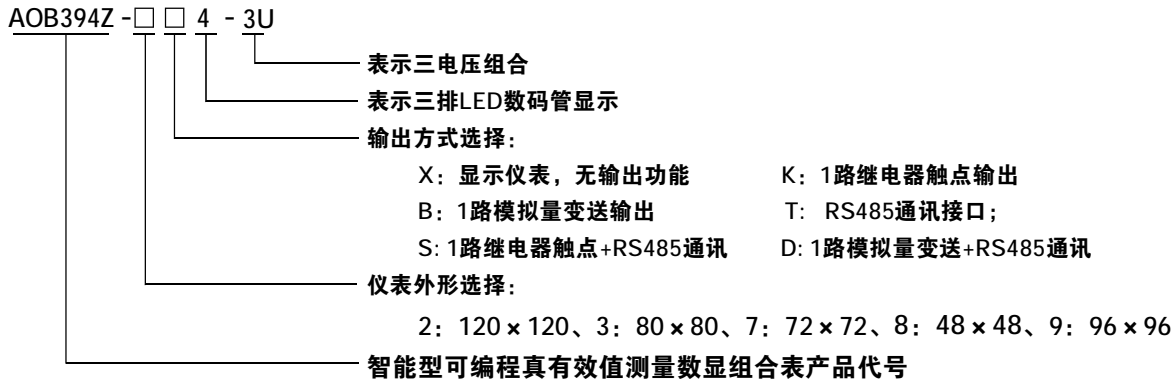 AOB394Z -□ □ 4 - 3U
表示三电压组合
表示三排LED数码管显示
输出方式选择：
X：显示仪表，无输出功能 K：1路继电器触点输出
B：1路模拟量变送输出 T： RS485通讯接口；
S: 1路继电器触点+RS485通讯 D: 1路模拟量变送+RS485通讯
仪表外形选择：
2：120×120、3：80×80、7：72×72、8：48×48、9：96×96
智能型可编程真有效值测量数显组合表产品代号